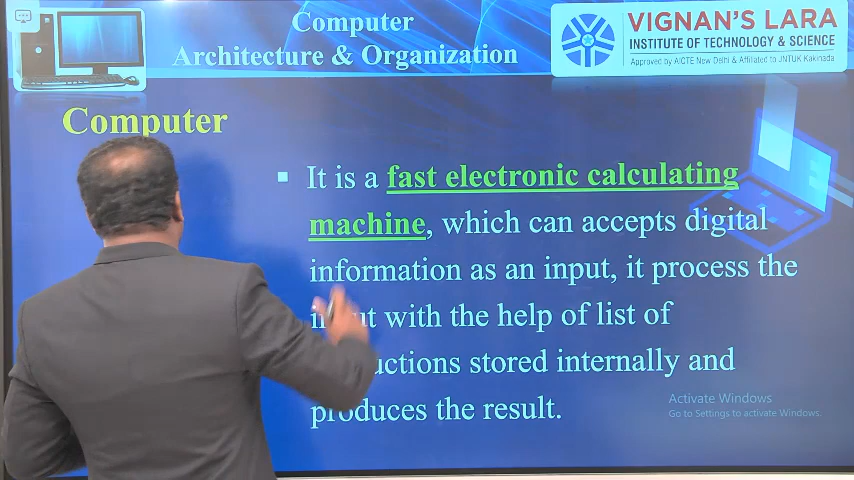 Computer
Architecture & Organization
VIGNAN'S LARA
INSTITUTE OF TECHNOLOGY & SCIENCE
Approved by AICTE New Delhi & Affiliated to JNTUK Kakinada
Computer
▪ It is a fast electronic calculating
machine, which can accepts digital
information as an input, it process the
with the help of list of
stored internally and
produces the result.
Activate Windows
Go to Settings to activate Windows.